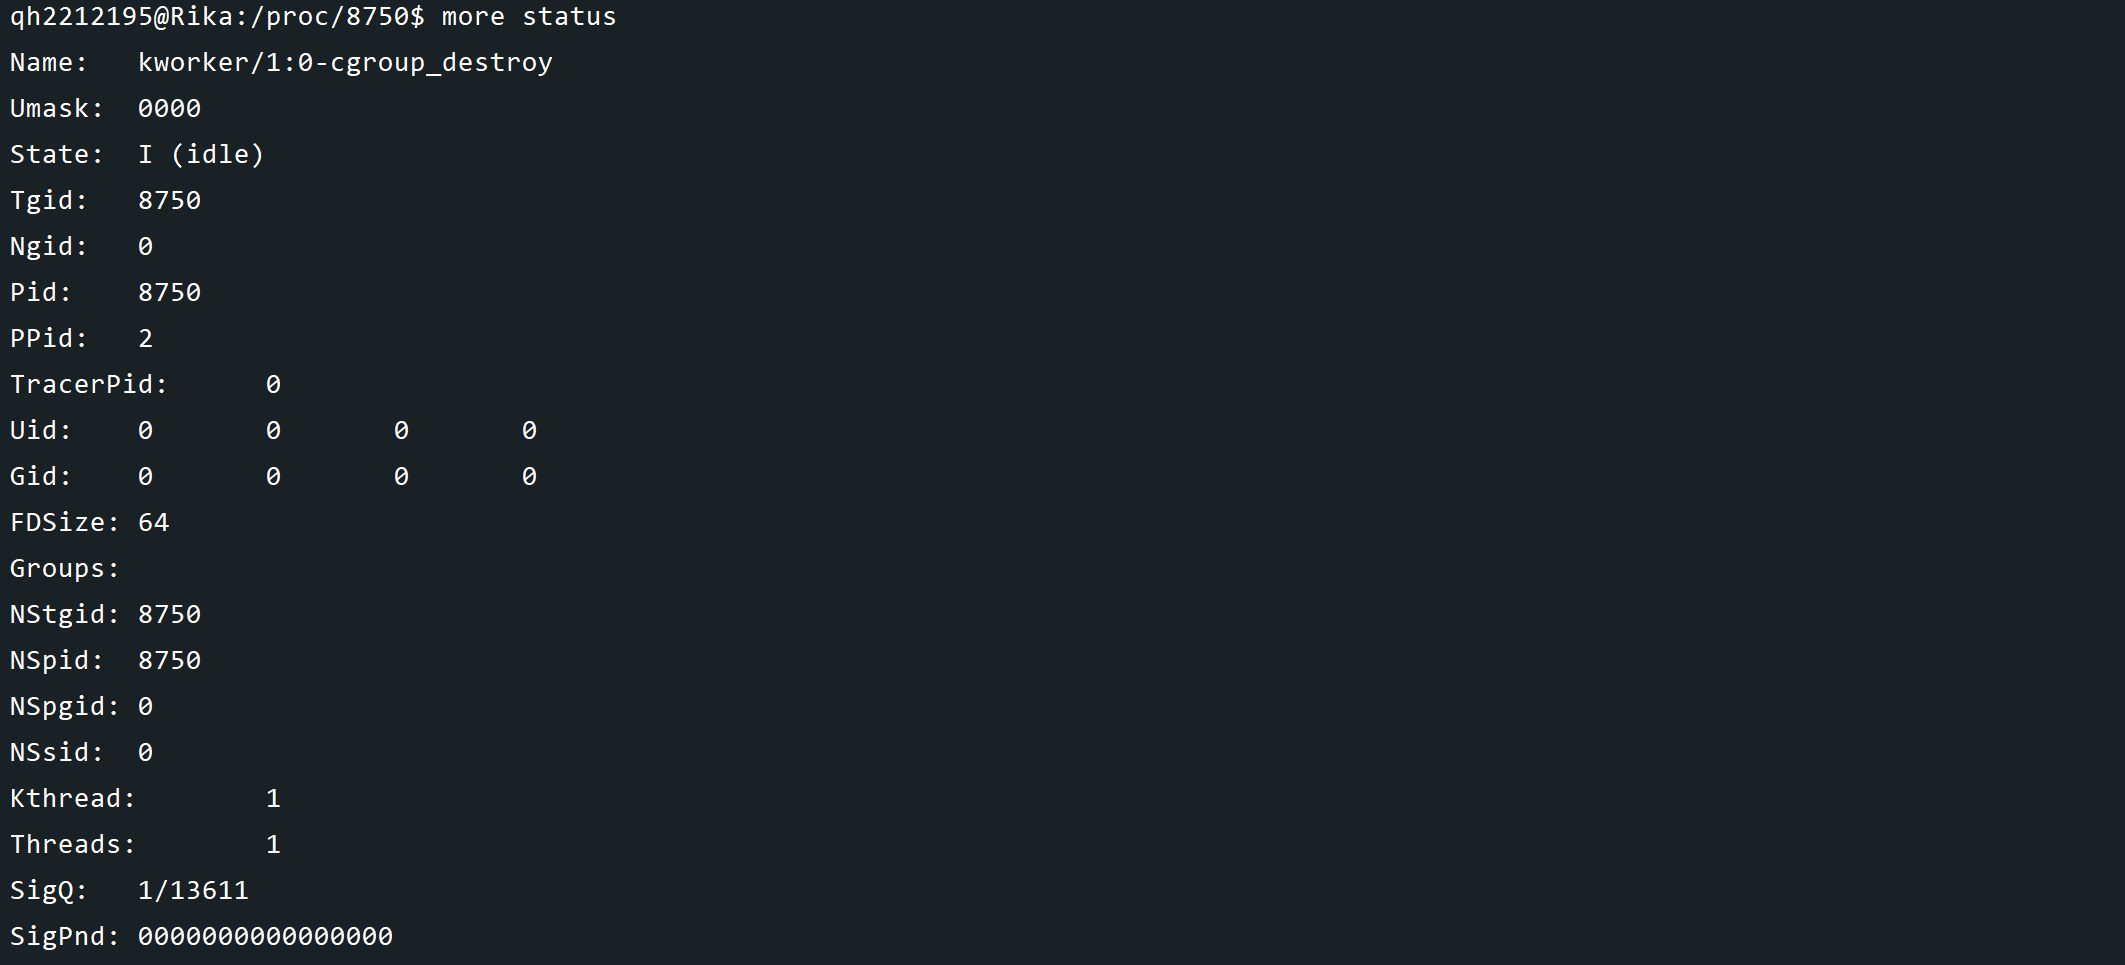 qh2212195@Rika:/proc/8750$ more status
Name:   kworker/1:0-cgroup_destroy
Umask:  0000
State:  I (idle)
Tgid:   8750
Ngid:   0
Pid:    8750
PPid:   2
TracerPid:      0
Uid:    0       0       0       0
Gid:    0       0       0       0
FDSize: 64
Groups:
NStgid: 8750
NSpid:  8750
NSpgid: 0
NSsid:  0
Kthread:        1
Threads:        1
SigQ:   1/13611
SigPnd: 0000000000000000